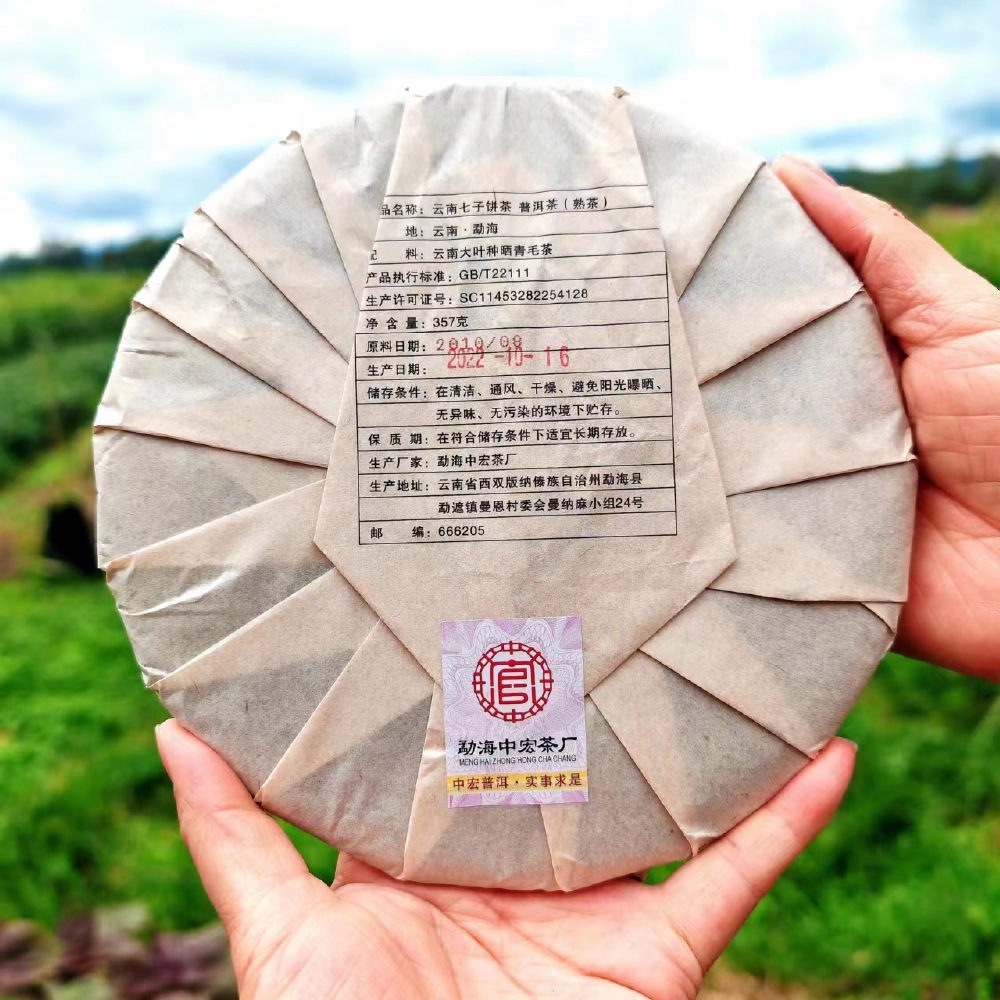 品名称：云南七子饼茶 普洱茶（熟茶）
地：云南·勐海
料：云南大叶种晒青毛茶
产品执行标准：GB/T22111
生产许可证号：SC11453282254128
净 含 量：357克
原料日期：2010/08
生产日期：2022-10-16
储存条件：在清洁、通风、干燥、避免阳光曝晒、
无异味、无污染的环境下贮存。
保 质 期：在符合储存条件下适宜长期存放。
生产厂家：勐海中宏茶厂
生产地址：云南省西双版纳傣族自治州勐海县
勐遮镇曼恩村委会曼纳麻小组24号
邮 编：666205
勐海中宏茶厂
MENG HAI ZHONG HONG CHA CHANG
中宏普洱·实事求是